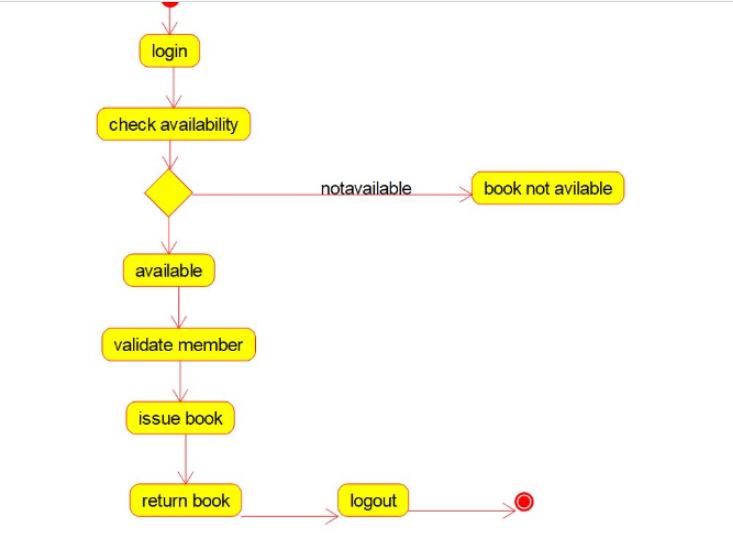 login
check availability
notavailable
book not avilable
available
validate member
issue book
return book
logout